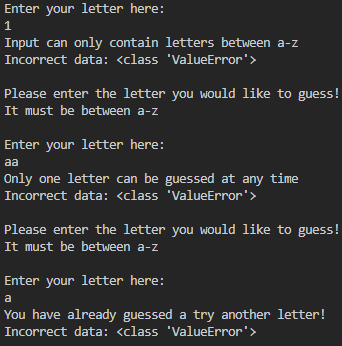 Enter your letter here:
1
Input can only contain letters between a-z
Incorrect data: <class 'ValueError'>
Please enter the letter you would like to guess!
It must be between a-z
Enter your letter here:
aa
Only one letter can be guessed at any time
Incorrect data: <class 'ValueError'>
Please enter the letter you would like to guess!
It must be between a-z
Enter your letter here:
a
You have already guessed a try another letter!
Incorrect data: <class 'ValueError'>